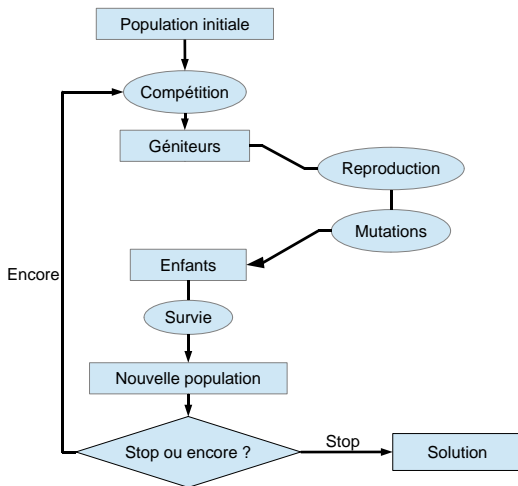 Population initiale
Compétition
Géniteurs
Reproduction
Mutations
Enfants
Encore
Survie
Nouvelle population
Stop ou encore ?
Stop
Solution